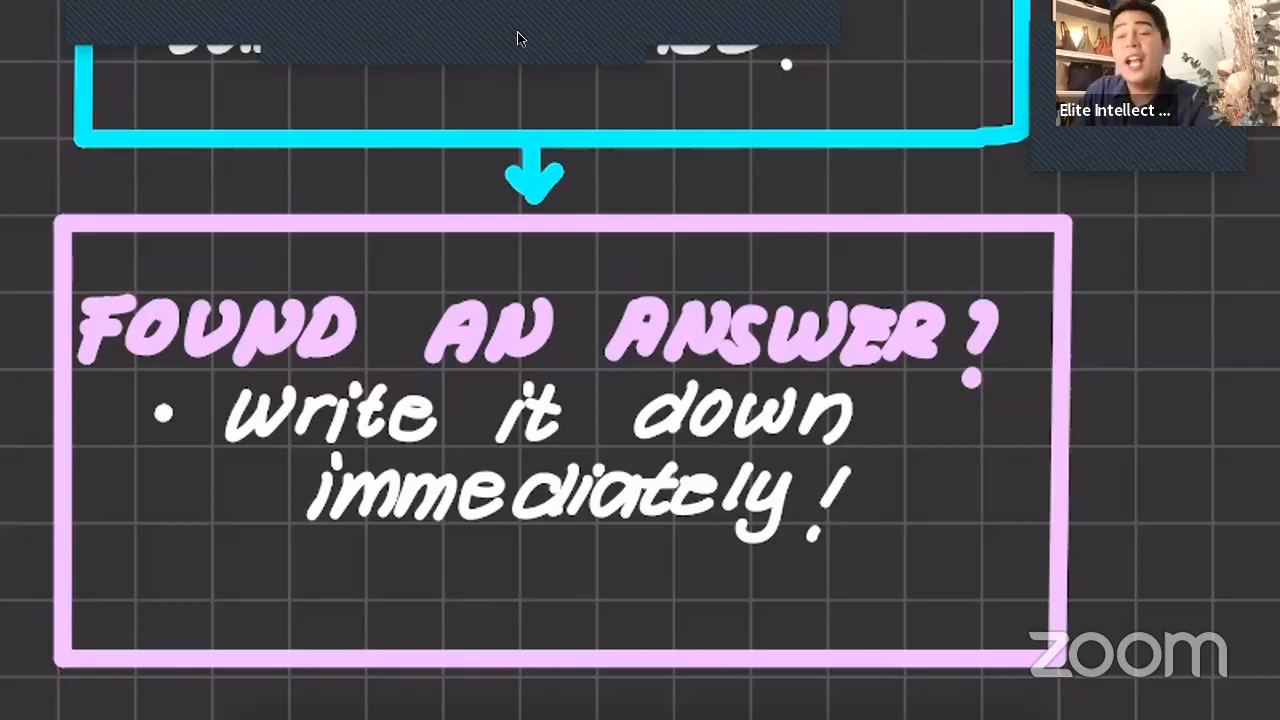 Elite Intellect ...
FOUND AN ANSWER?
• write it down
immediately!
zoom